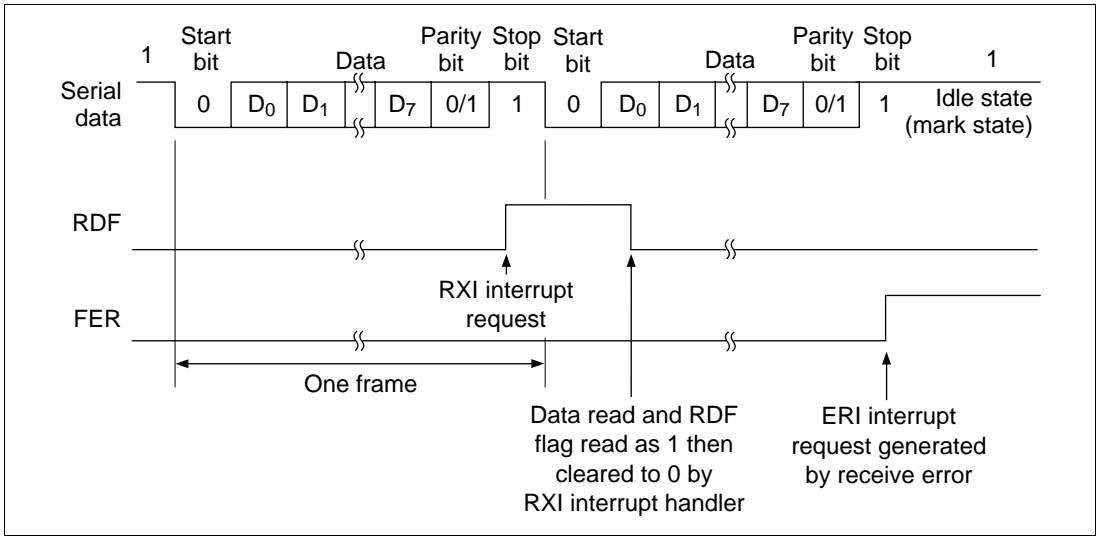 1 Start bit Data Parity bit Stop bit Start bit Data Parity bit Stop bit 1
Serial data 0 D0 D1 D7 0/1 1 0 D0 D1 D7 0/1 1 Idle state (mark state)
RDF
RXI interrupt
request
FER
One frame
Data read and RDF
flag read as 1 then
cleared to 0 by
RXI interrupt handler
ERI interrupt
request generated
by receive error